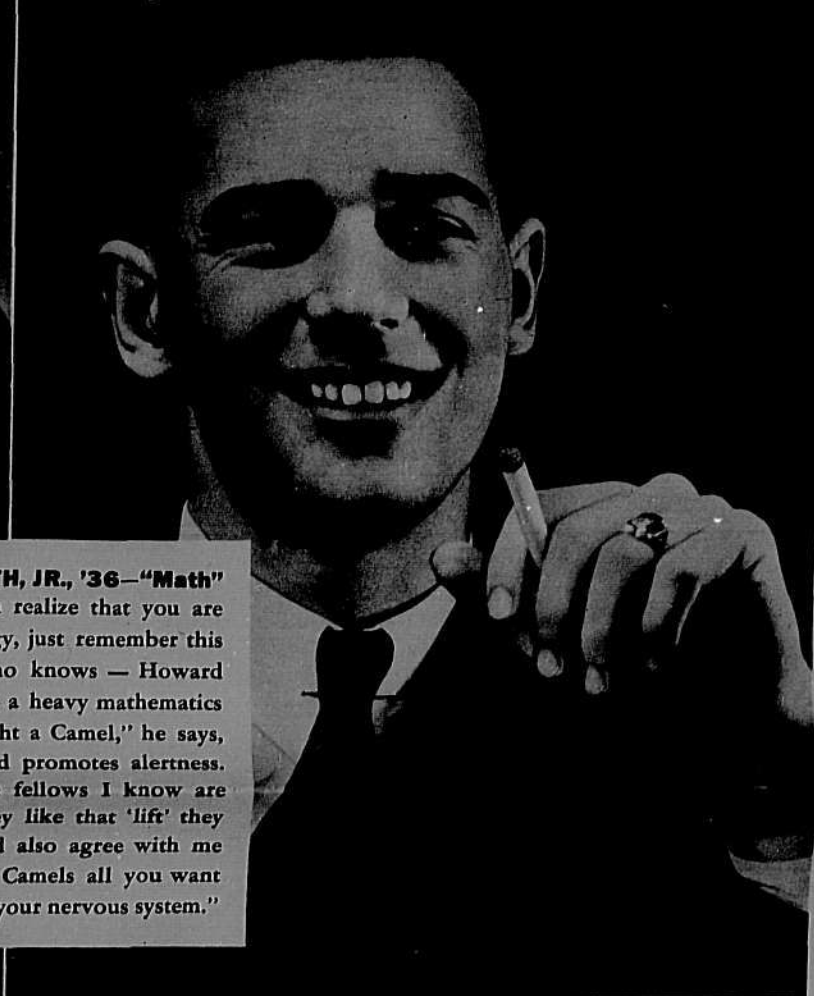 TH, JR., '36—"Math"
realize that you are
y, just remember this
o knows — Howard
a heavy mathematics
ht a Camel," he says,
d promotes alertness.
fellows I know are
y like that 'lift' they
also agree with me
Camels all you want
your nervous system."